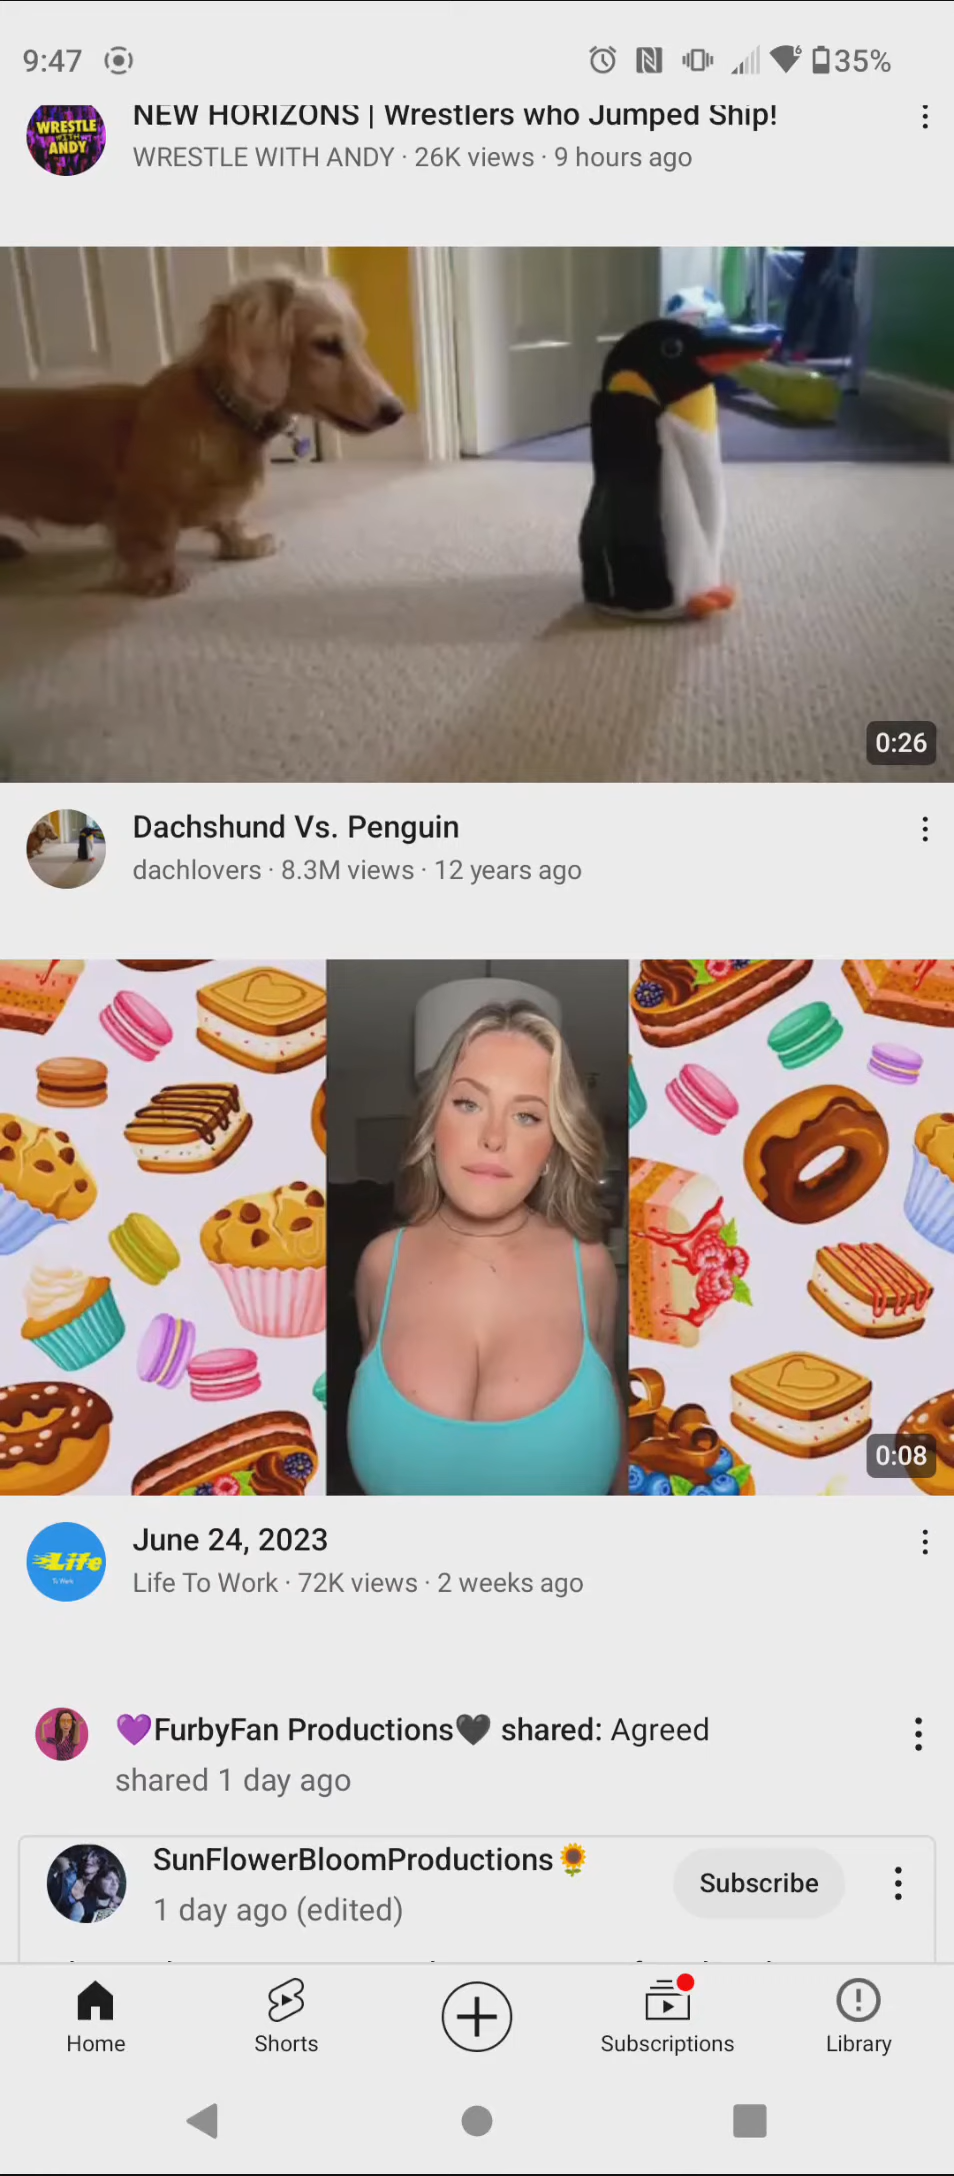 9:47
35%
WRESTLE
WITH
ANDY
NEW HORIZONS | Wrestlers who Jumped Ship!
WRESTLE WITH ANDY · 26K views · 9 hours ago
0:26
Dachshund Vs. Penguin
dachlovers · 8.3M views · 12 years ago
0:08
Life
To Work
June 24, 2023
Life To Work · 72K views · 2 weeks ago
💜FurbyFan Productions🖤 shared: Agreed
shared 1 day ago
SunFlowerBloomProductions🌻
1 day ago (edited)
Subscribe
Home
Shorts
Subscriptions
Library